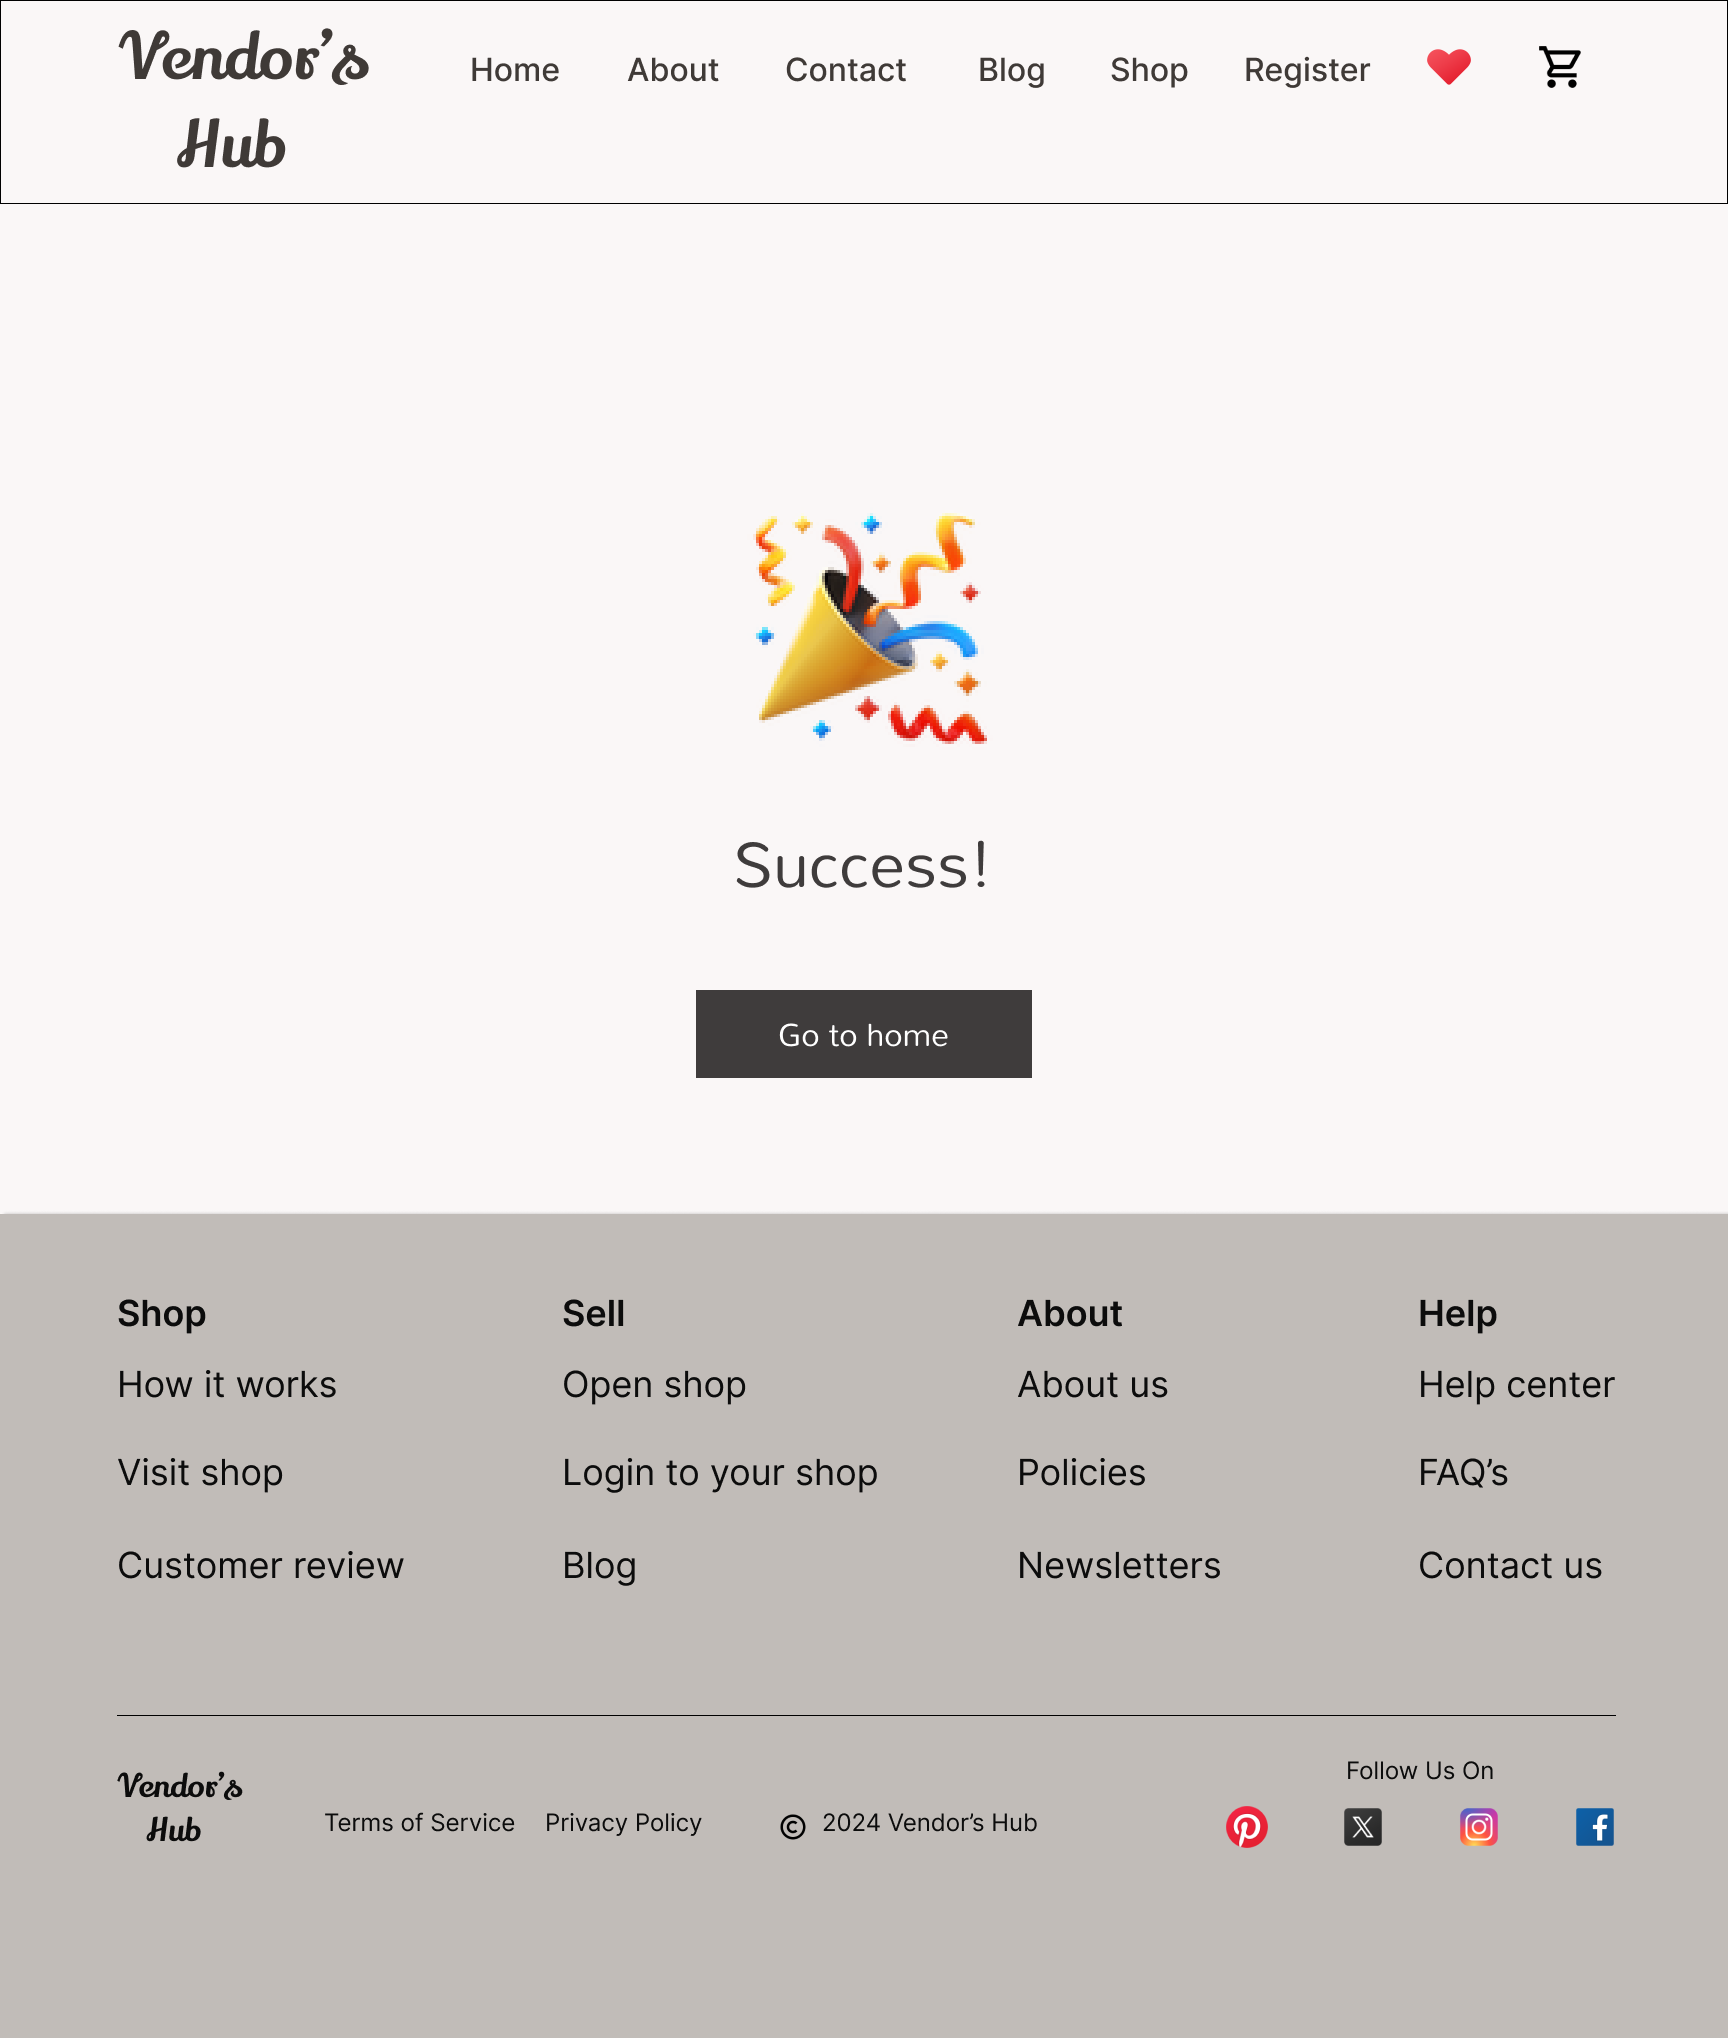 Vendor’s
Hub
Home About Contact Blog Shop Register
Success!
Go to home
Shop Sell About Help
How it works Open shop About us Help center
Visit shop Login to your shop Policies FAQ’s
Customer review Blog Newsletters Contact us
Vendor’s
Hub
Terms of Service Privacy Policy © 2024 Vendor’s Hub
Follow Us On